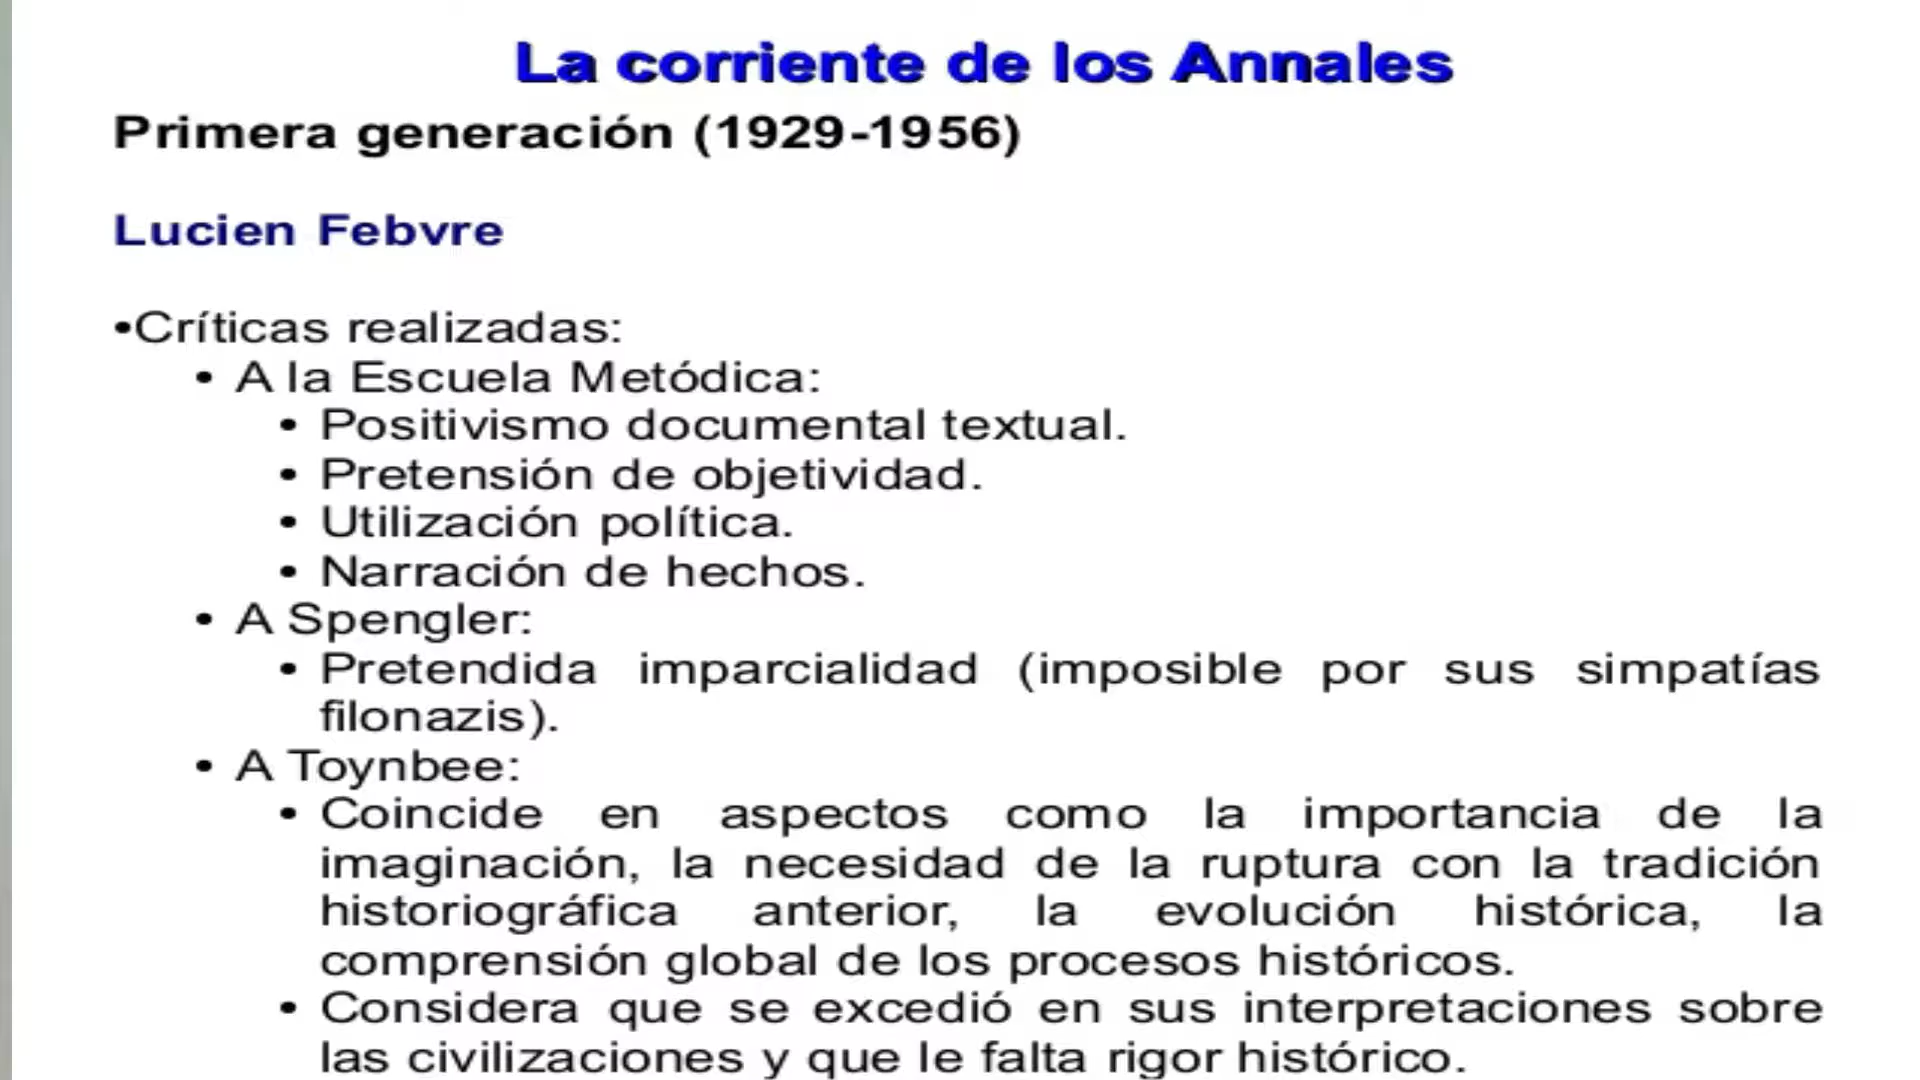 La corriente de los Annales
Primera generación (1929-1956)
Lucien Febvre
•Críticas realizadas:
• A la Escuela Metódica:
• Positivismo documental textual.
• Pretensión de objetividad.
• Utilización política.
• Narración de hechos.
• A Spengler:
• Pretendida imparcialidad (imposible por sus simpatías
filonazis).
• A Toynbee:
• Coincide en aspectos como la importancia de la
imaginación, la necesidad de la ruptura con la tradición
historiográfica anterior, la evolución histórica, la
comprensión global de los procesos históricos.
• Considera que se excedió en sus interpretaciones sobre
las civilizaciones y que le falta rigor histórico.